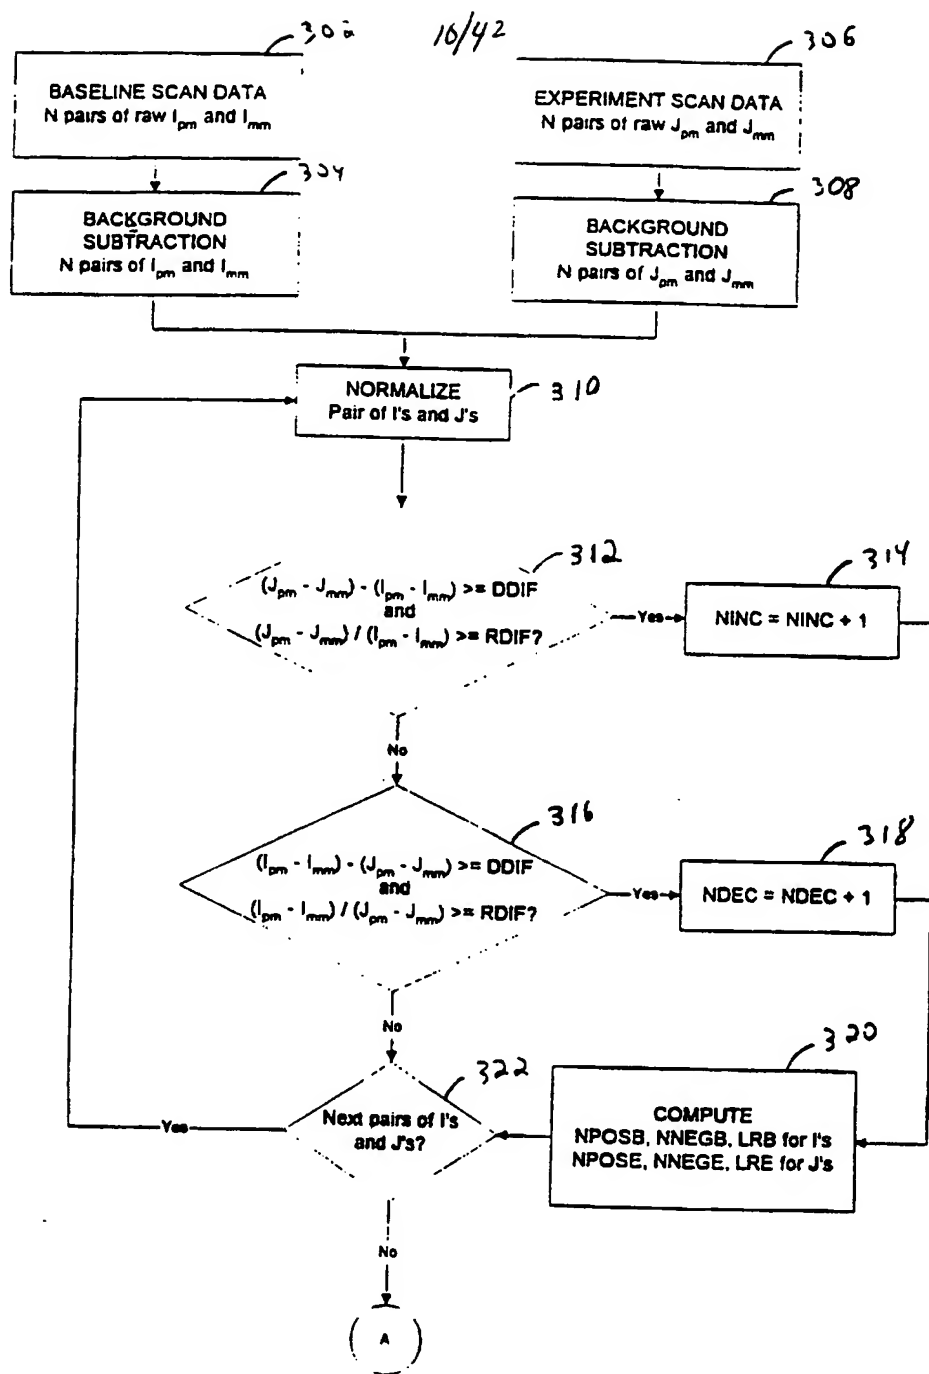 302
10/42
306
BASELINE SCAN DATA
N pairs of raw Ipm and Imm
EXPERIMENT SCAN DATA
N pairs of raw Jpm and Jmm
304
308
BACKGROUND
SUBTRACTION
N pairs of Ipm and Imm
BACKGROUND
SUBTRACTION
N pairs of Jpm and Jmm
NORMALIZE
Pair of I's and J's
310
312
(Jpm - Jmm) - (Ipm - Imm) >= DDIF
and
(Jpm - Jmm) / (Ipm - Imm) >= RDIF?
Yes
314
NINC = NINC + 1
No
316
(Ipm - Imm) - (Jpm - Jmm) >= DDIF
and
(Ipm - Imm) / (Jpm - Jmm) >= RDIF?
Yes
318
NDEC = NDEC + 1
No
320
COMPUTE
NPOSB, NNEGB, LRB for I's
NPOSE, NNEGE, LRE for J's
322
Next pairs of I's
and J's?
Yes
No
A